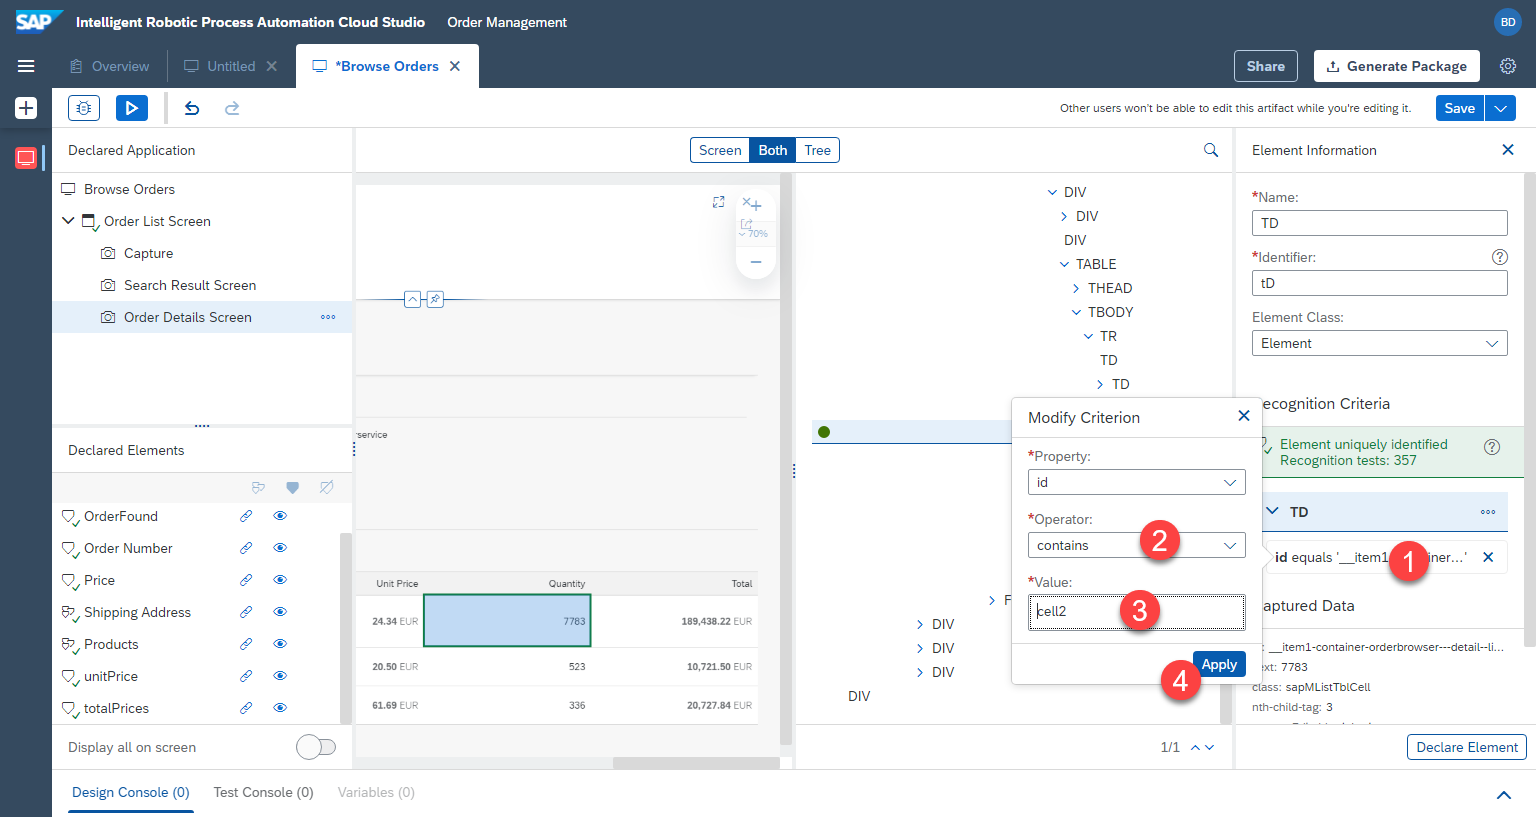 SAP Intelligent Robotic Process Automation Cloud Studio Order Management BD
Overview Untitled *Browse Orders Share Generate Package
Other users won't be able to edit this artifact while you're editing it. Save
Declared Application
Browse Orders
Order List Screen
Capture
Search Result Screen
Order Details Screen
Declared Elements
OrderFound
Order Number
Price
Shipping Address
Products
unitPrice
totalPrices
Display all on screen
Screen Both Tree
70%
service
Unit Price Quantity Total
24.34 EUR 7783 189,438.22 EUR
20.50 EUR 523 10,721.50 EUR
61.69 EUR 336 20,727.84 EUR
DIV
DIV
DIV
TABLE
THEAD
TBODY
TR
TD
TD
F
DIV
DIV
DIV
DIV
1/1
Modify Criterion
*Property:
id
*Operator:
contains 2
*Value:
cell2 3
4 Apply
Element Information
*Name:
TD
*Identifier:
tD
Element Class:
Element
ecognition Criteria
Element uniquely identified
Recognition tests: 357
TD
id equals '__item1 1 iner...'
aptured Data
: __item1-container-orderbrowser---detail--li...
ext: 7783
class: sapMListTblCell
nth-child-tag: 3
Declare Element
Design Console (0) Test Console (0) Variables (0)